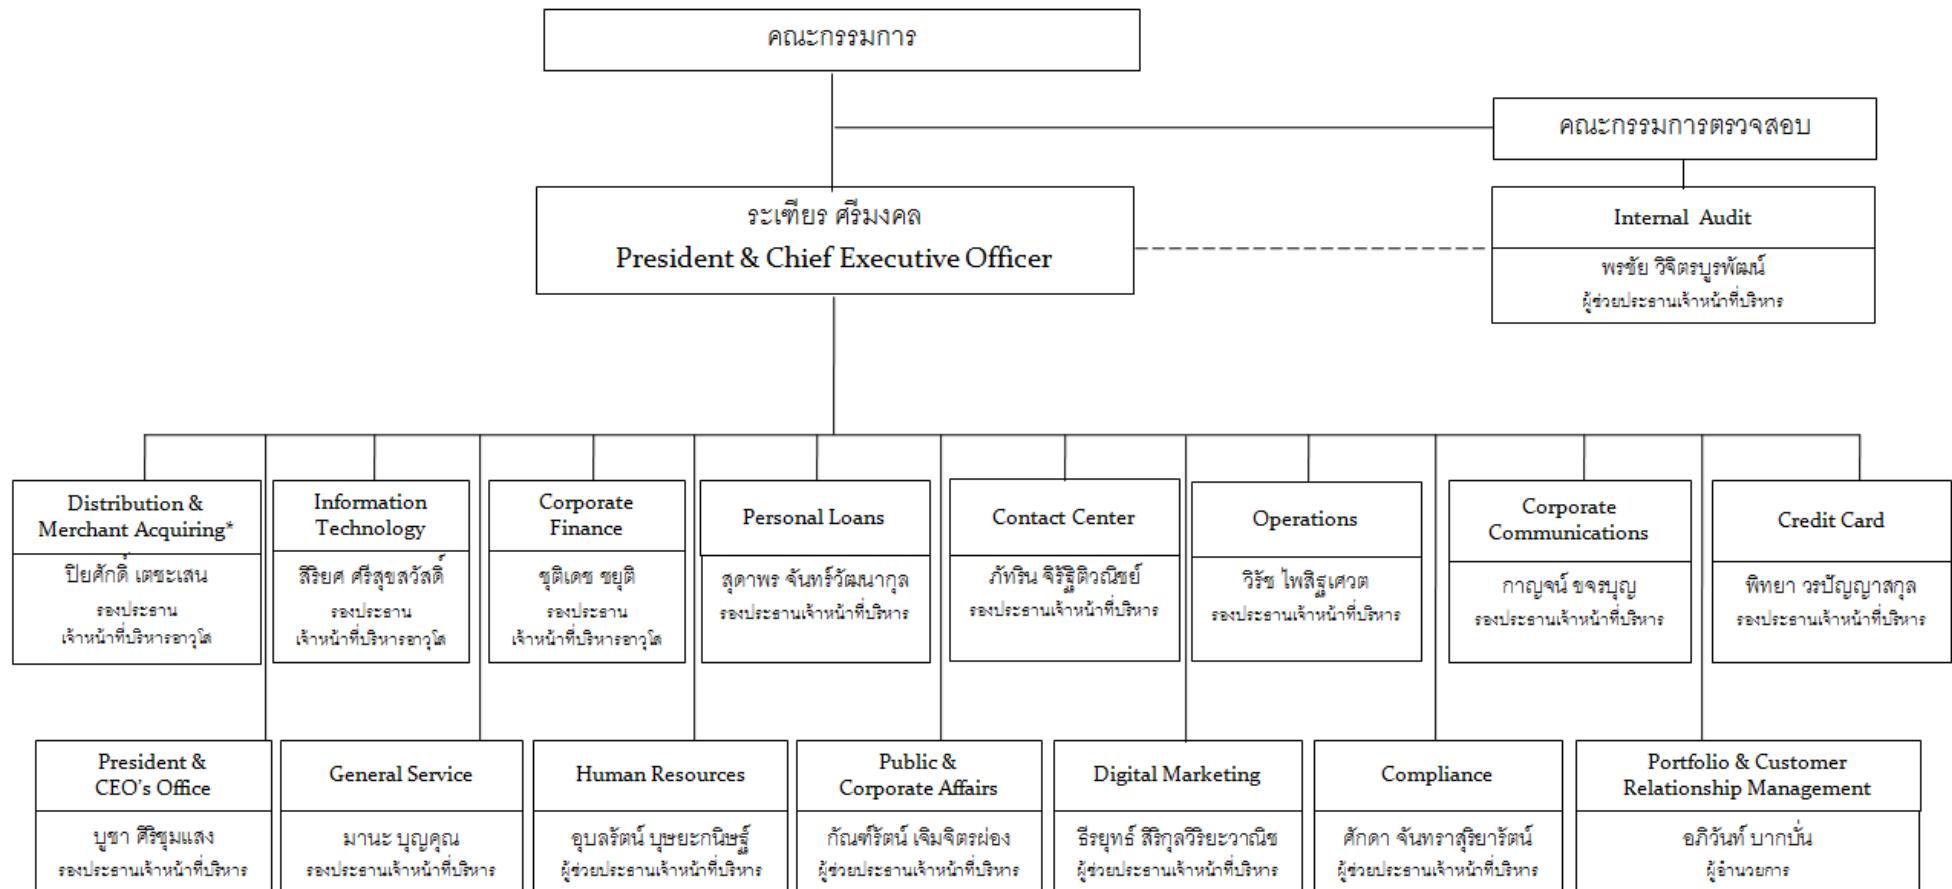 คณะกรรมการ
คณะกรรมการตรวจสอบ
ระเฑียร ศรีมงคล
President & Chief Executive Officer
Internal Audit
พรชัย วิจิตรบูรพัฒน์
ผู้ช่วยประธานเจ้าหน้าที่บริหาร
Distribution &
Merchant Acquiring*
ปิยศักดิ์ เตชะเสน
รองประธาน
เจ้าหน้าที่บริหารอาวุโส
Information
Technology
สิริยศ ศรีสุขสวัสดิ์
รองประธาน
เจ้าหน้าที่บริหารอาวุโส
Corporate
Finance
ชุติเดช ชยุติ
รองประธาน
เจ้าหน้าที่บริหารอาวุโส
Personal Loans
สุดาพร จันทร์วัฒนากุล
รองประธานเจ้าหน้าที่บริหาร
Contact Center
ภัทริน จิรัฐิติวณิชย์
รองประธานเจ้าหน้าที่บริหาร
Operations
วิรัช ไพสิฐเศวต
รองประธานเจ้าหน้าที่บริหาร
Corporate
Communications
กาญจน์ ขจรบุญ
รองประธานเจ้าหน้าที่บริหาร
Credit Card
พิทยา วรปัญญาสกุล
รองประธานเจ้าหน้าที่บริหาร
President &
CEO's Office
บูชา ศิริชุมแสง
รองประธานเจ้าหน้าที่บริหาร
General Service
มานะ บุญคุณ
รองประธานเจ้าหน้าที่บริหาร
Human Resources
อุบลรัตน์ บุษยะกนิษฐ์
ผู้ช่วยประธานเจ้าหน้าที่บริหาร
Public &
Corporate Affairs
กัณฑ์รัตน์ เจิมจิตรผ่อง
ผู้ช่วยประธานเจ้าหน้าที่บริหาร
Digital Marketing
ธีรยุทธ์ สิริกุลวิริยะวาณิช
ผู้ช่วยประธานเจ้าหน้าที่บริหาร
Compliance
ศักดา จันทราสุริยารัตน์
ผู้ช่วยประธานเจ้าหน้าที่บริหาร
Portfolio & Customer
Relationship Management
อภิวันท์ บากบั่น
ผู้อำนวยการ